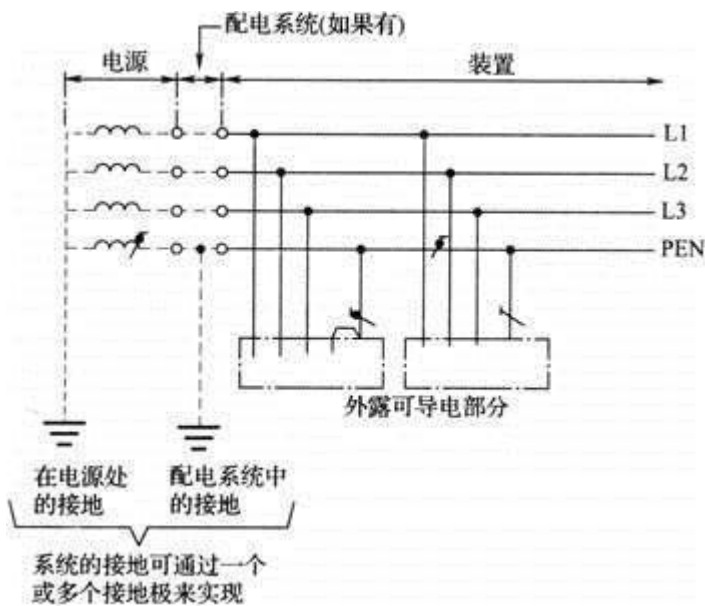 配电系统(如果有)
电源
装置
L1
L2
L3
PEN
外露可导电部分
在电源处
的接地
配电系统中
的接地
系统的接地可通过一个
或多个接地极来实现